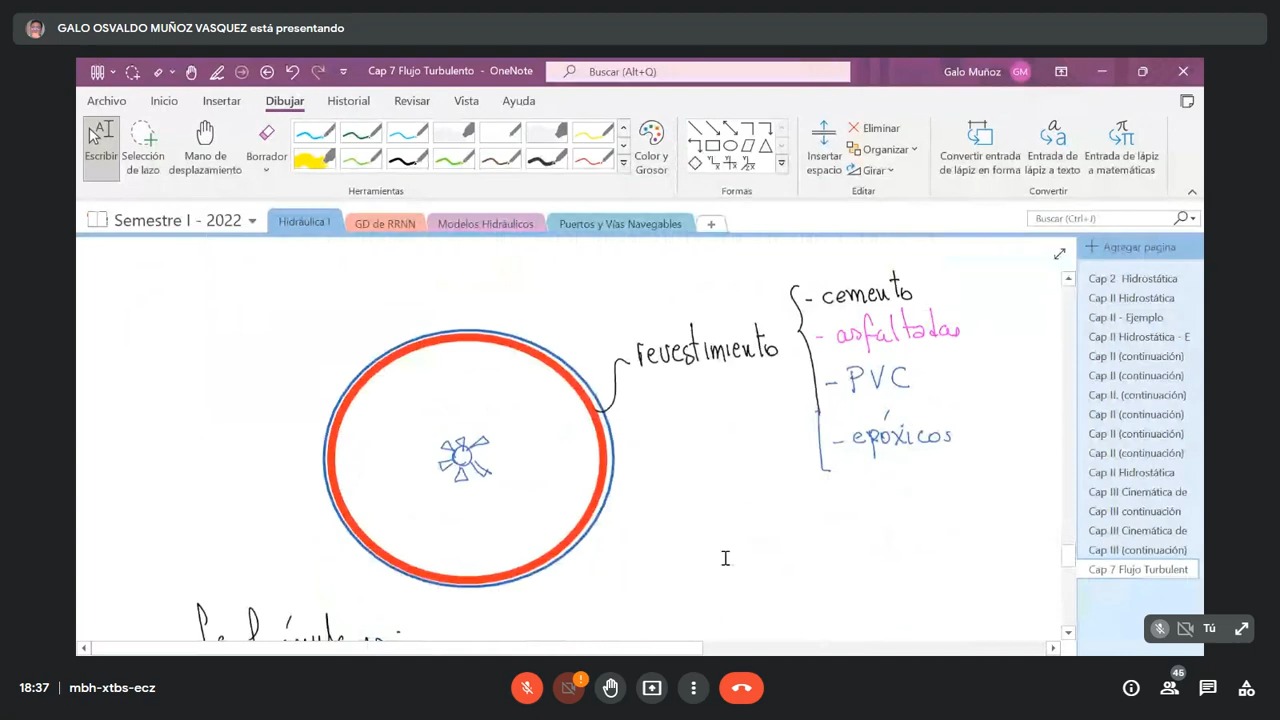 GALO OSVALDO MUÑOZ VASQUEZ está presentando
Cap 7 Flujo Turbulento - OneNote
Buscar (Alt+Q)
Galo Muñoz
GM
Archivo Inicio Insertar Dibujar Historial Revisar Vista Ayuda
Escribir
Selección de lazo
Mano de desplazamiento
Borrador
Herramientas
Color y Grosor
Formas
Insertar espacio
Eliminar
Organizar
Girar
Editar
Convertir entrada de lápiz en forma
Entrada de lápiz a texto
Entrada de lápiz a matemáticas
Convertir
Semestre I - 2022
Hidráulica I
GD de RRNN
Modelos Hidráulicos
Puertos y Vías Navegables
Buscar (Ctrl+J)
Agregar pagina
Cap 2 Hidrostática
Cap II Hidrostática
Cap II - Ejemplo
Cap II Hidrostática - E
Cap II (continuación)
Cap II (continuación)
Cap II. (continuación)
Cap II (continuación)
Cap II (continuación)
Cap II (continuación)
Cap II Hidrostática
Cap III Cinemática de
Cap III continuación
Cap III Cinemática de
Cap III (continuación)
Cap 7 Flujo Turbulent
revestimiento
- cemento
- asfaltadas
- PVC
- epóxicos
Tú
18:37 mbh-xtbs-ecz
45